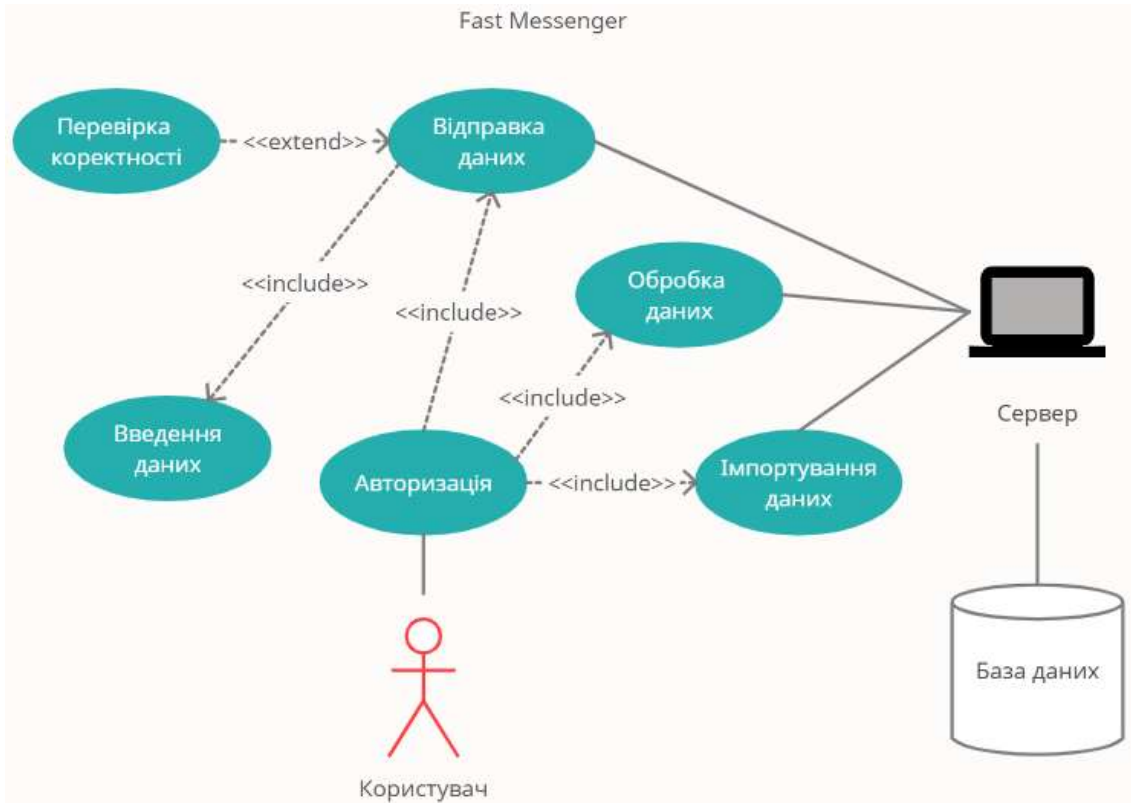 Fast Messenger
Перевірка
коректності
<<extend>>
Відправка
даних
<<include>>
<<include>>
Обробка
даних
<<include>>
Введення
даних
Авторизація
<<include>>
Імпортування
даних
Сервер
База даних
Користувач